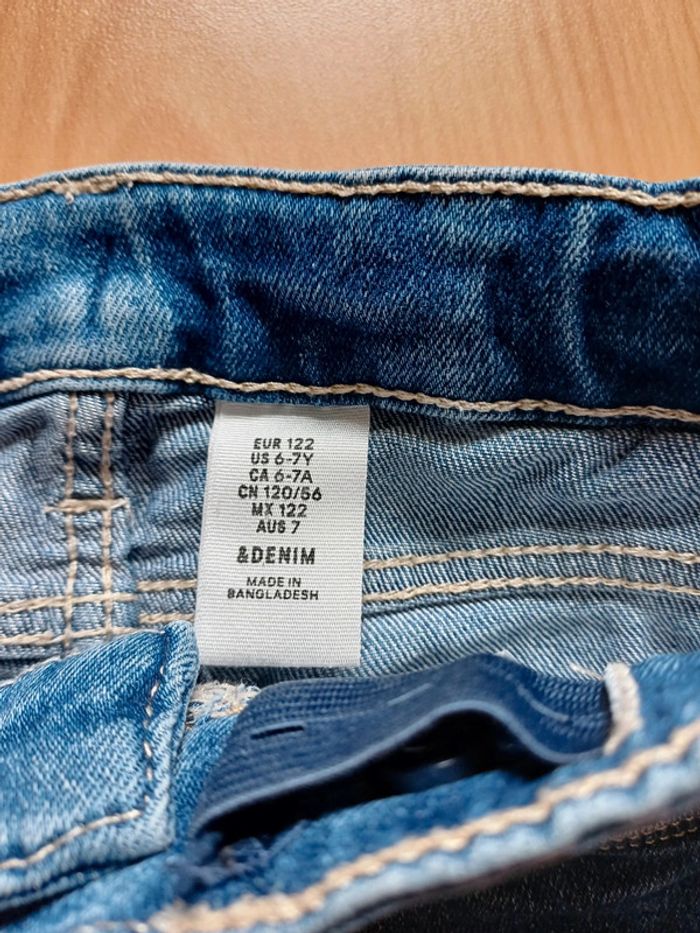 EUR 122
US 6-7Y
CA 6-7A
CN 120/56
MX 122
AUS 7
&DENIM
MADE IN
BANGLADESH